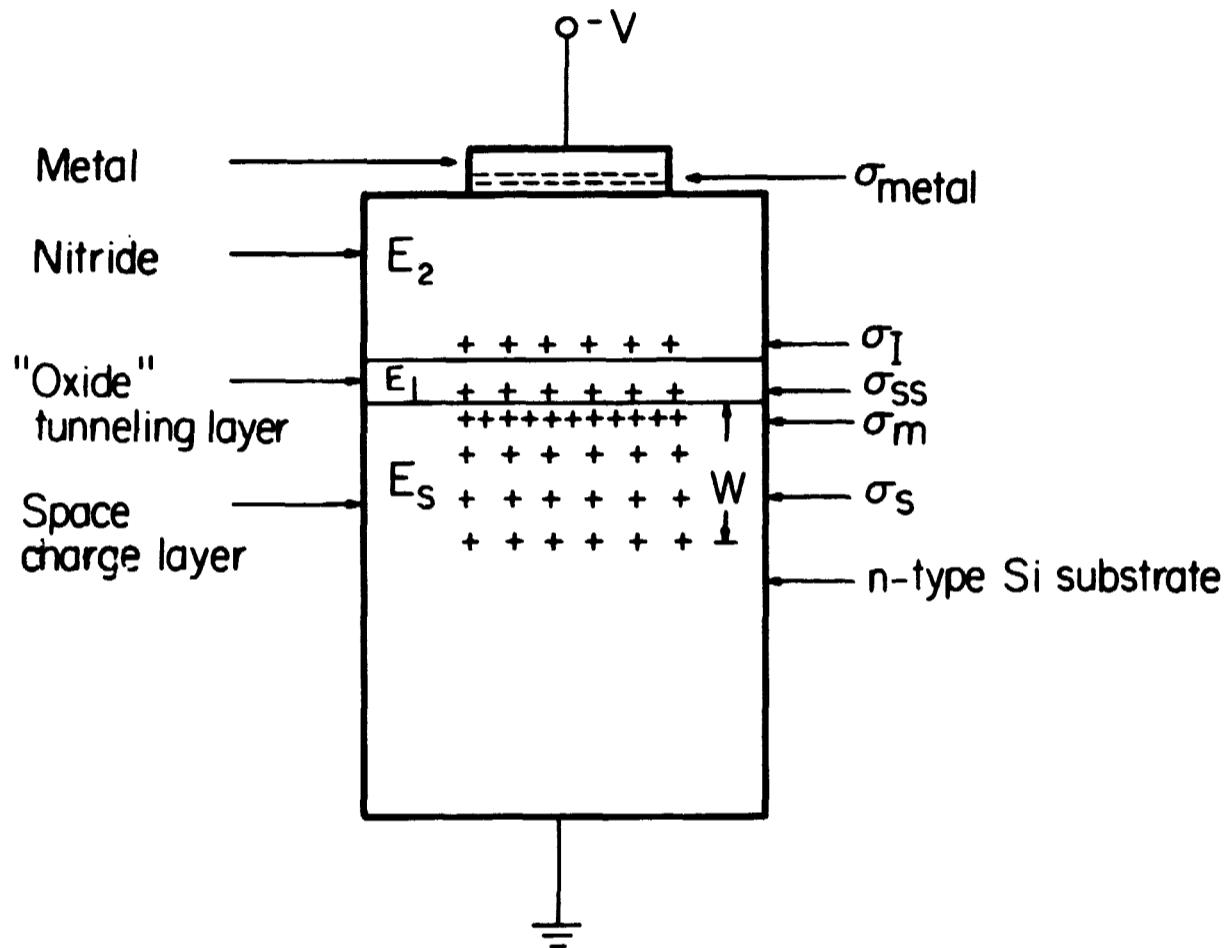 -V
Metal
σmetal
Nitride
E2
σI
"Oxide"
tunneling layer
E1
σss
σm
Space
charge layer
Es
W
σs
n-type Si substrate